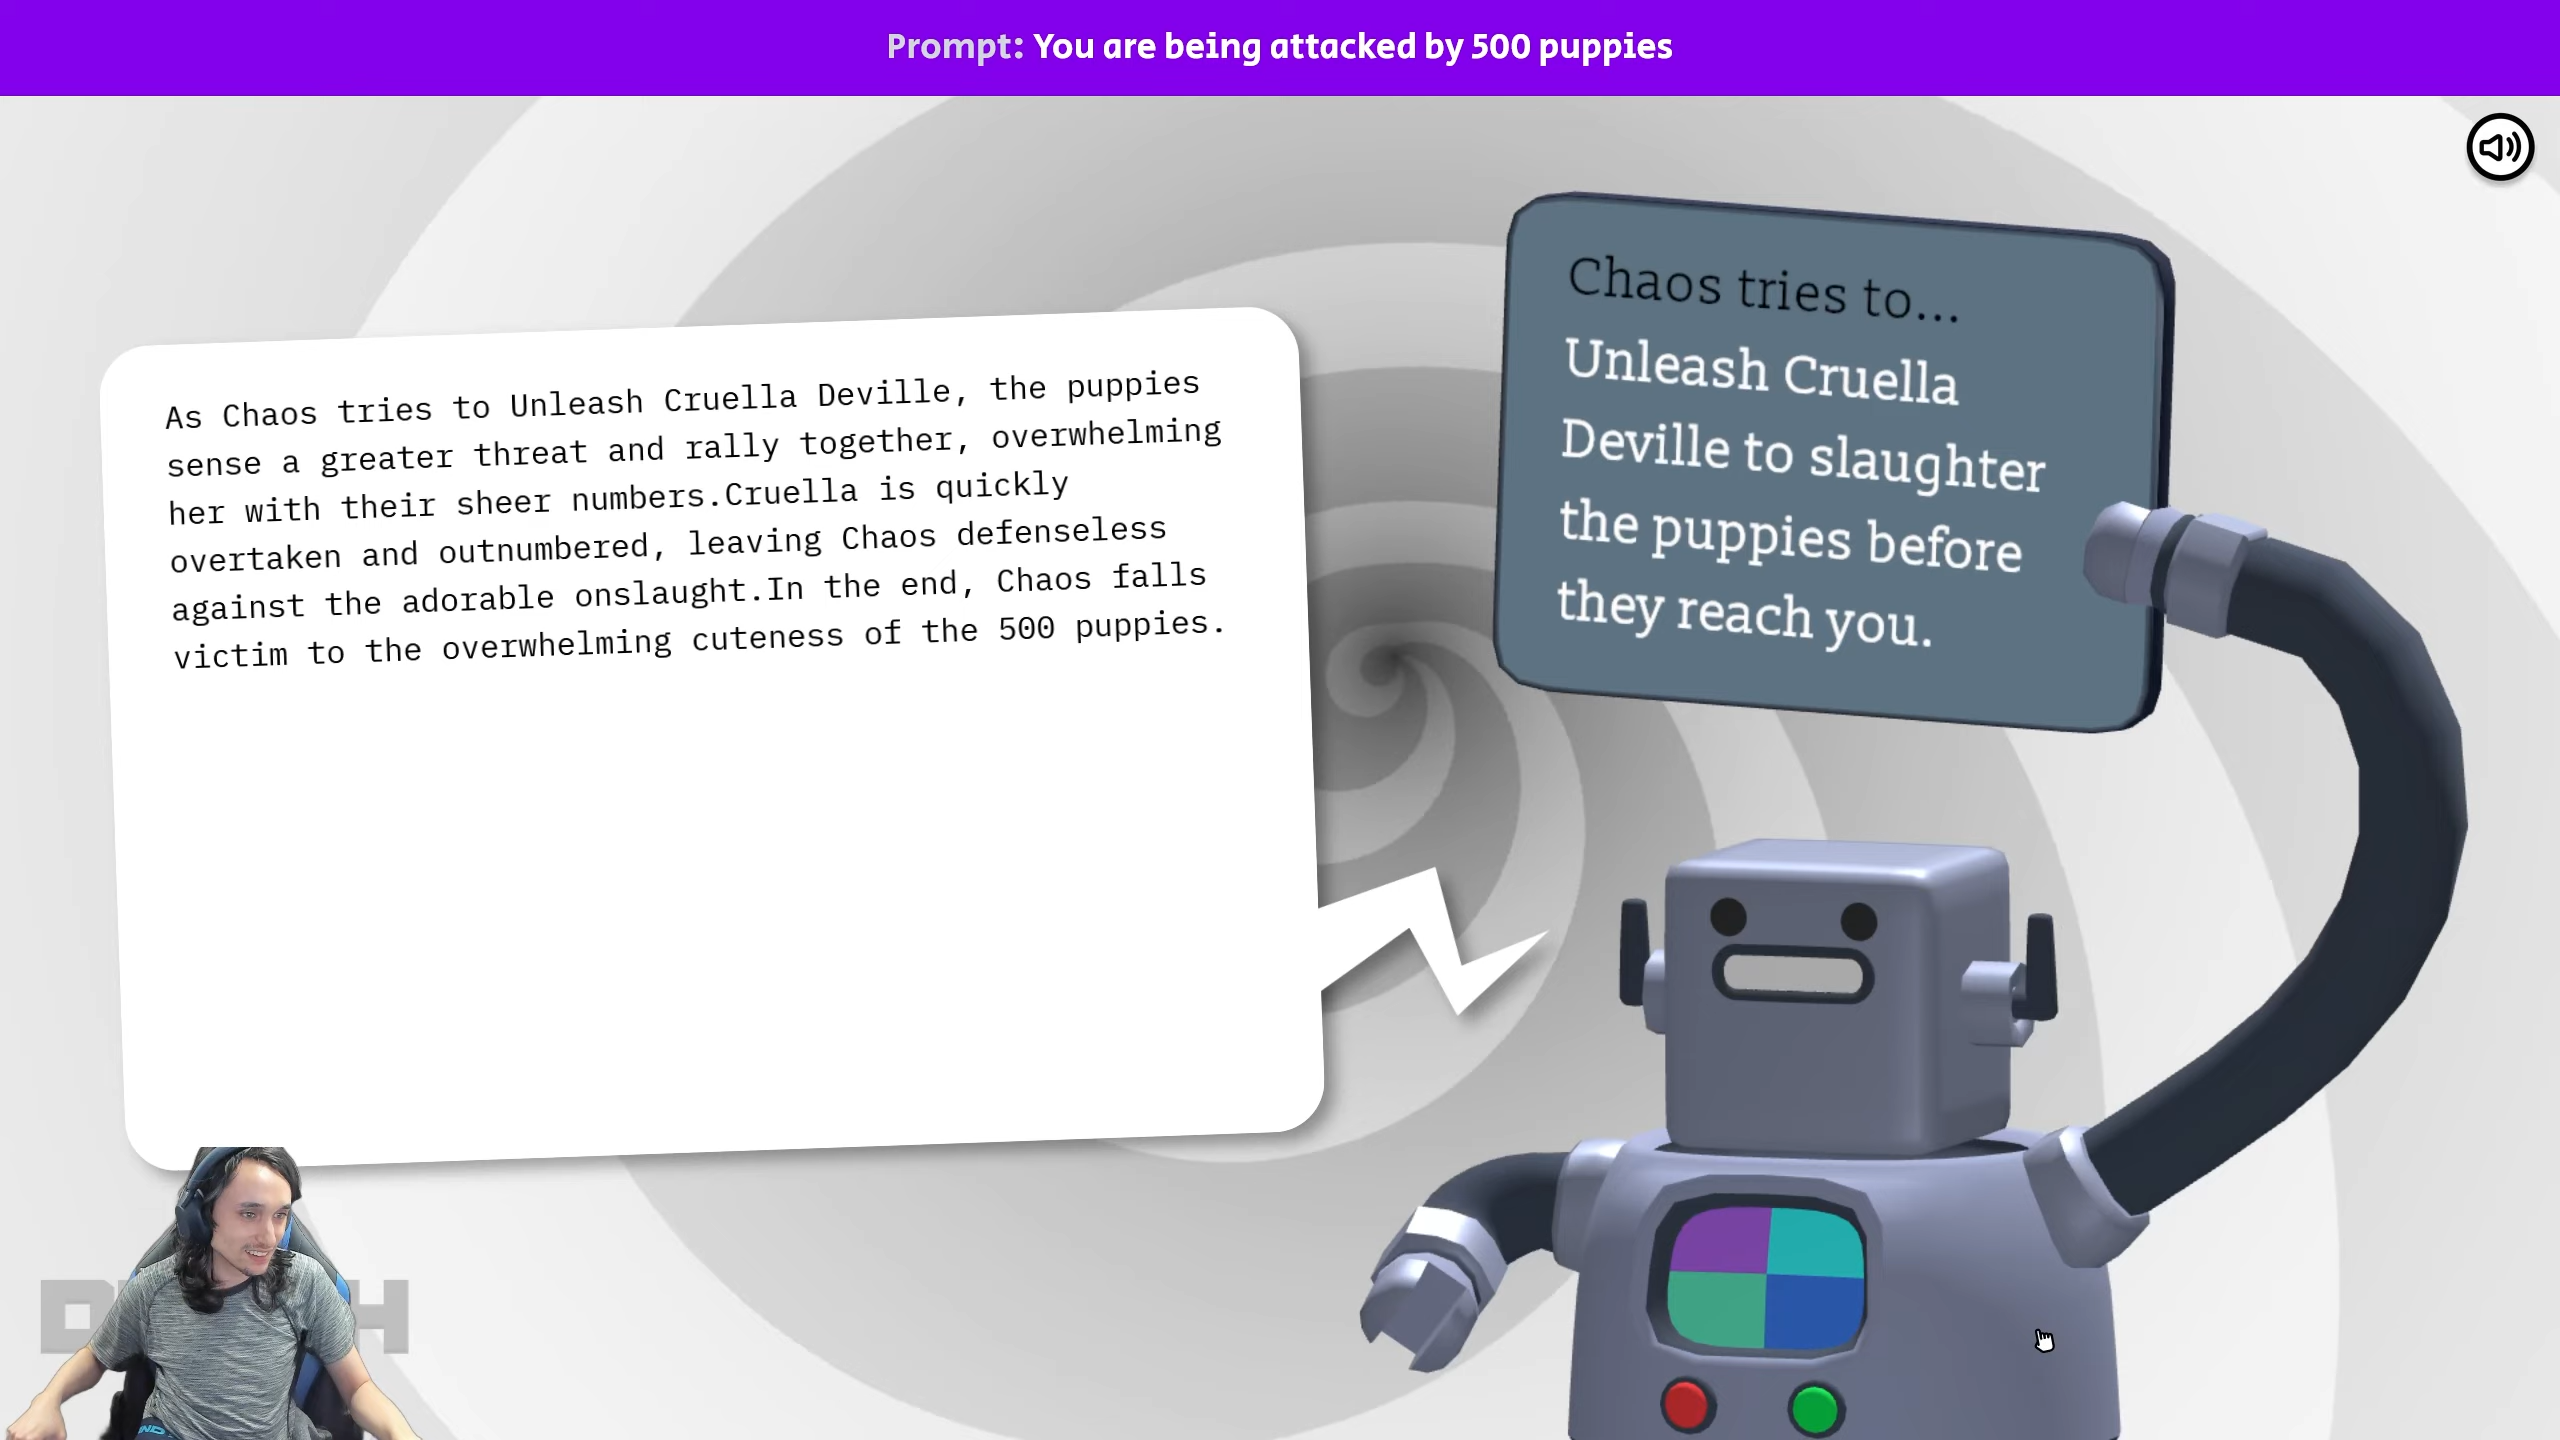 Prompt: You are being attacked by 500 puppies
As Chaos tries to Unleash Cruella Deville, the puppies
sense a greater threat and rally together, overwhelming
her with their sheer numbers.Cruella is quickly
overtaken and outnumbered, leaving Chaos defenseless
against the adorable onslaught.In the end, Chaos falls
victim to the overwhelming cuteness of the 500 puppies.
Chaos tries to...
Unleash Cruella
Deville to slaughter
the puppies before
they reach you.